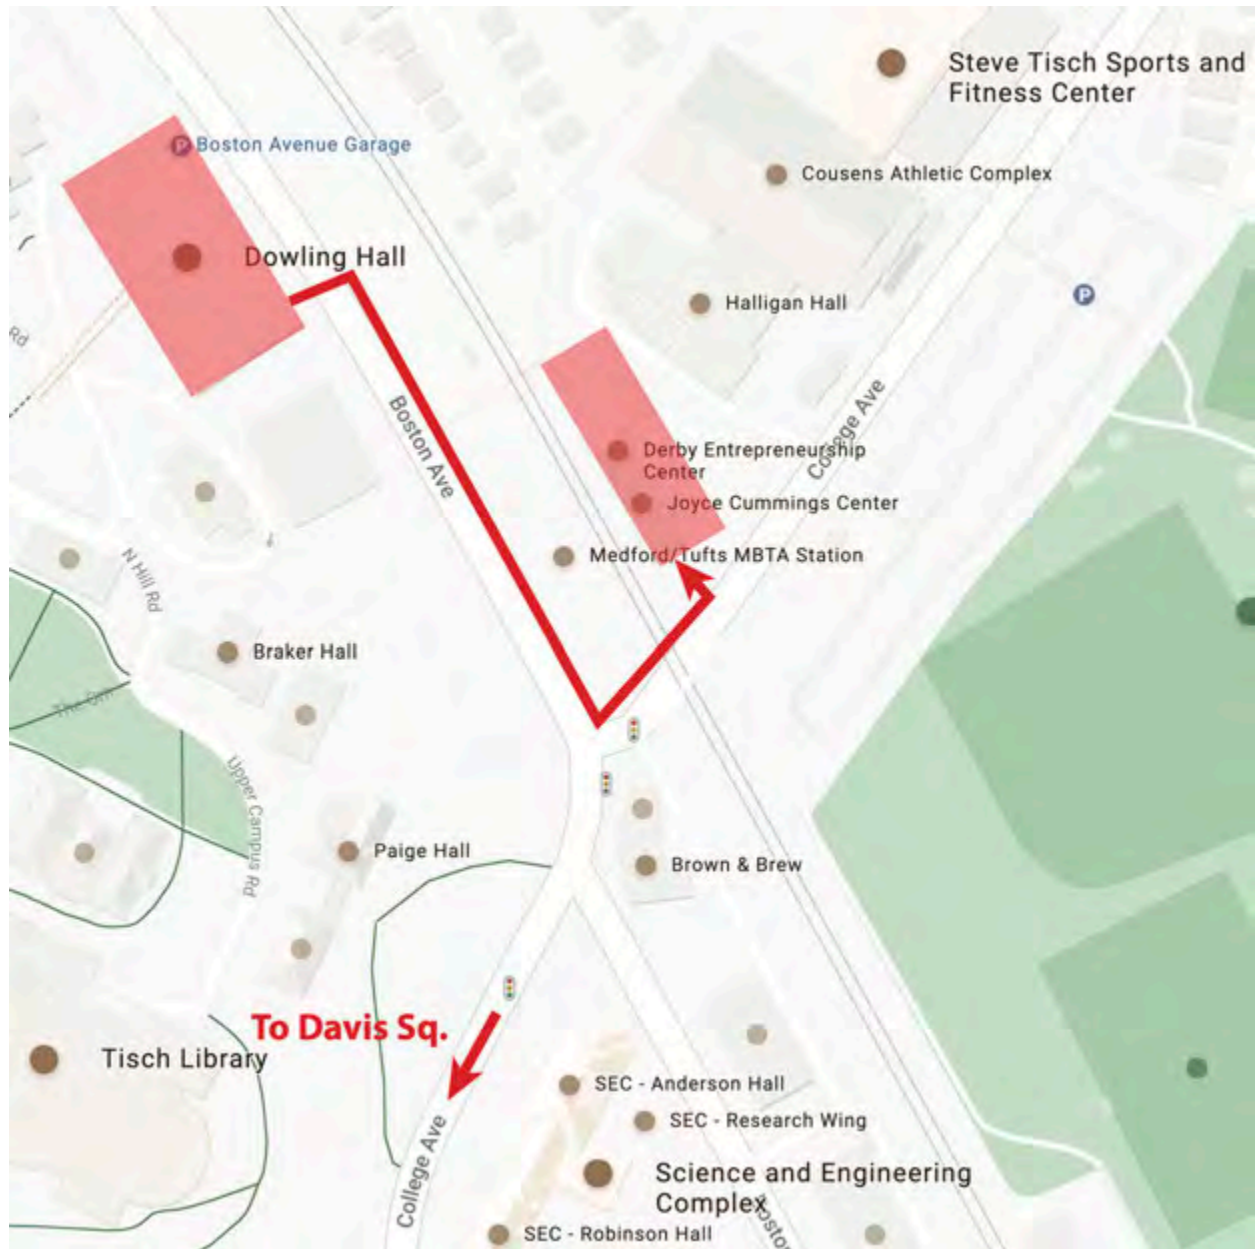 Steve Tisch Sports and
Fitness Center
P Boston Avenue Garage
Cousens Athletic Complex
Dowling Hall
P
Halligan Hall
Rd
Boston Ave
College Ave
Derby Entrepreneurship
Center
Joyce Cummings Center
Medford/Tufts MBTA Station
N Hill Rd
Braker Hall
Upper Campus Rd
Paige Hall
Brown & Brew
To Davis Sq.
Tisch Library
SEC - Anderson Hall
SEC - Research Wing
College Ave
Science and Engineering
Complex
SEC - Robinson Hall